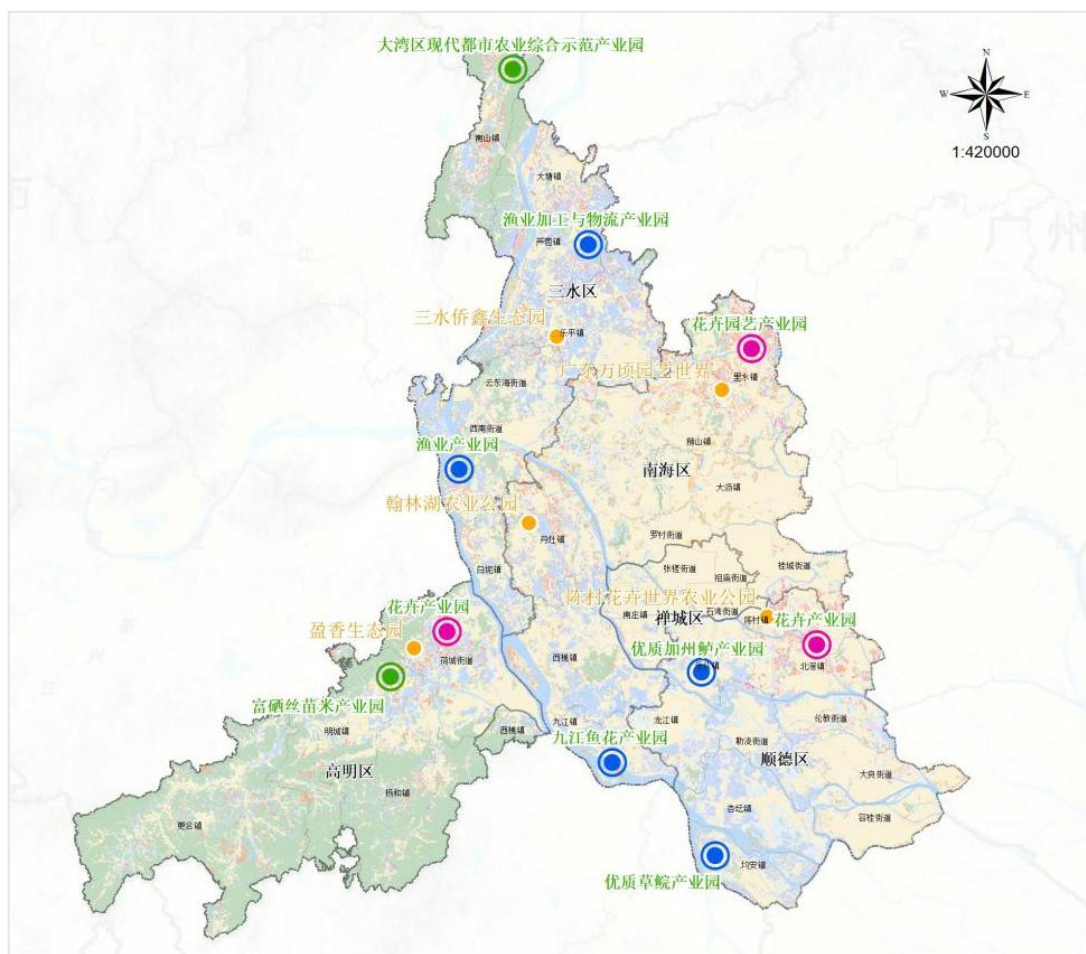 大湾区现代都市农业综合示范产业园
N
W
E
S
1:420000
南山镇
大塘镇
渔业加工与物流产业园
芦苞镇
三水区
三水侨鑫生态园
乐平镇
花卉园艺产业园
广东万顷园艺世界
里水镇
云东海街道
西南街道
狮山镇
渔业产业园
南海区
大沥镇
翰林湖农业公园
丹灶镇
罗村街道
白坭镇
张槎街道
祖庙街道
桂城街道
陈村花卉世界农业公园
花卉产业园
南庄镇
禅城区
石湾街道
陈村镇
花卉产业园
盈香生态园
荷城街道
西樵镇
优质加州鲈产业园
北滘镇
富硒丝苗米产业园
明城镇
西樵镇
九江镇
龙江镇
伦教街道
九江鱼花产业园
勒流街道
顺德区
高明区
大良街道
杨和镇
更合镇
杏坛镇
容桂街道
均安镇
优质草鲩产业园
广州